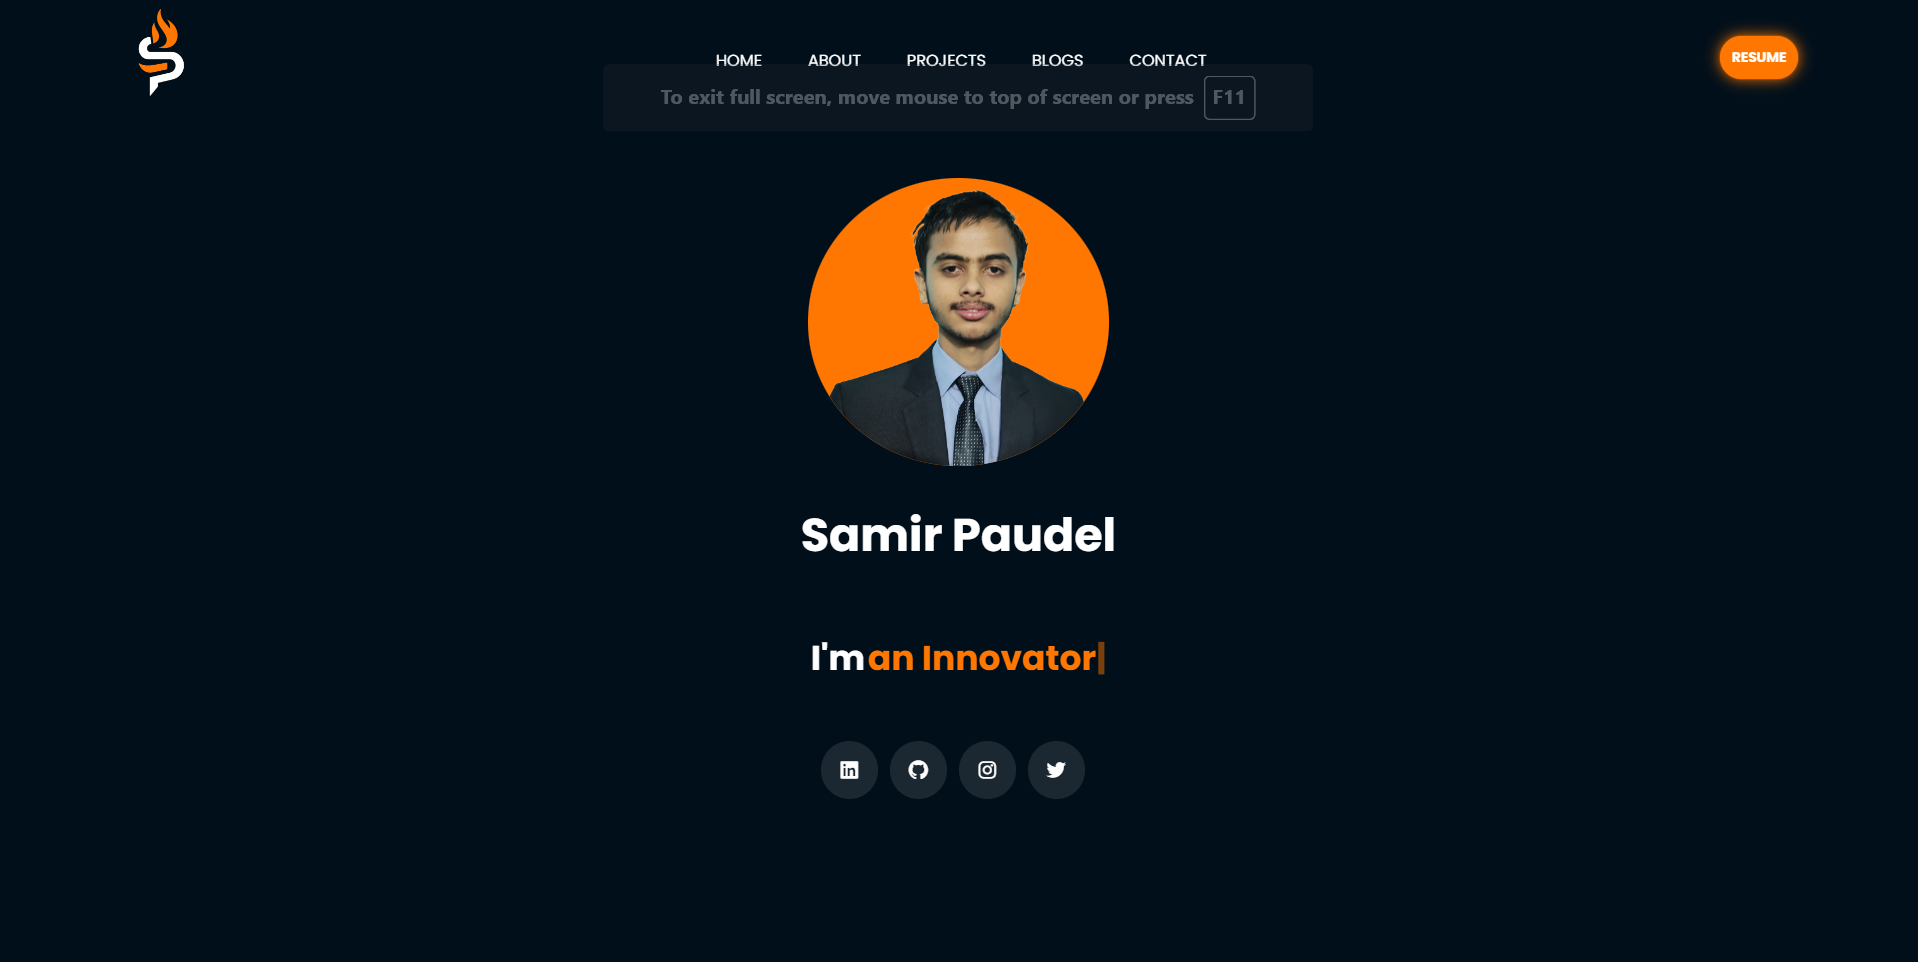 HOME ABOUT PROJECTS BLOGS CONTACT
RESUME
To exit full screen, move mouse to top of screen or press F11
Samir Paudel
I'm an Innovator